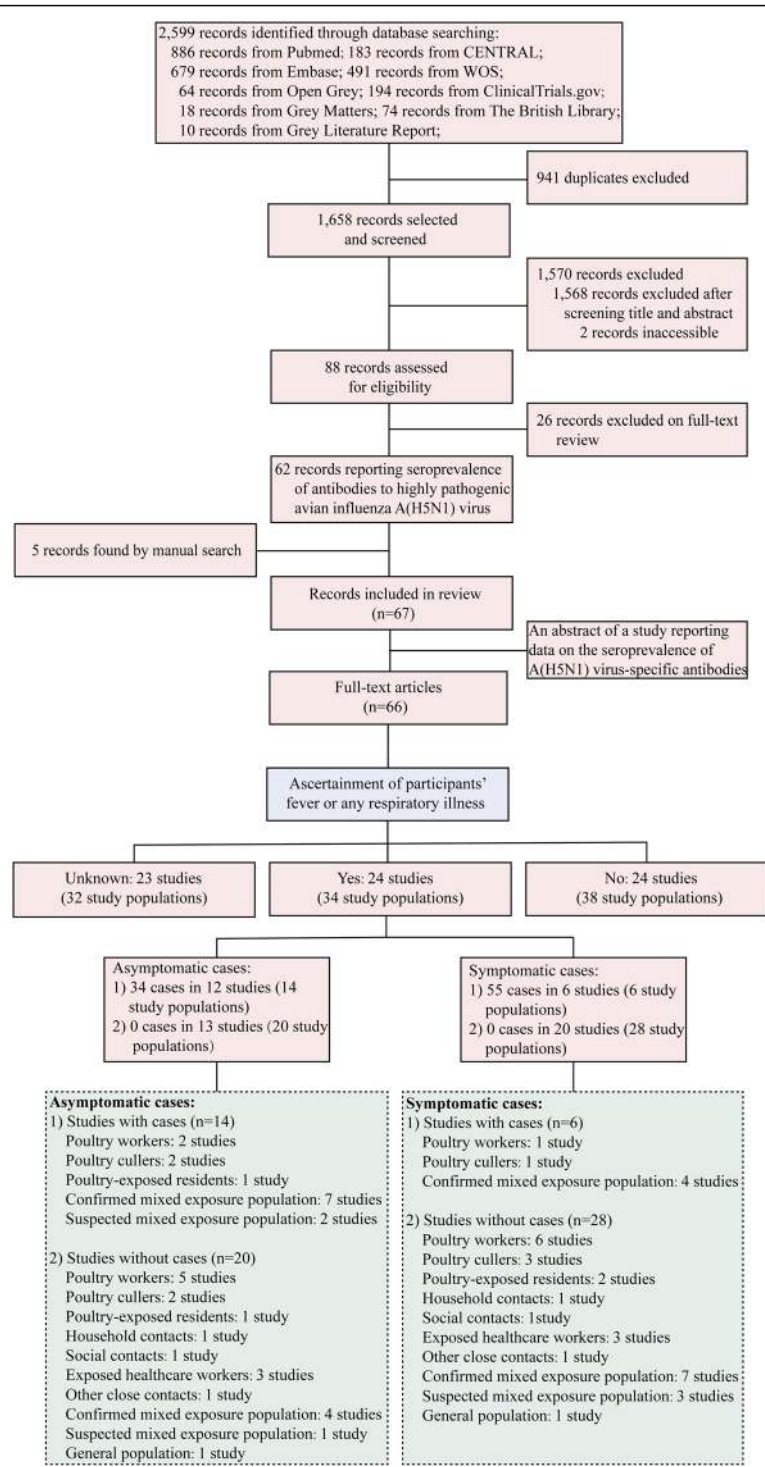 2,599 records identified through database searching:
886 records from Pubmed; 183 records from CENTRAL;
679 records from Embase; 491 records from WOS;
64 records from Open Grey; 194 records from ClinicalTrials.gov;
18 records from Grey Matters; 74 records from The British Library;
10 records from Grey Literature Report;
941 duplicates excluded
1,658 records selected
and screened
1,570 records excluded
1,568 records excluded after
screening title and abstract
2 records inaccessible
88 records assessed
for eligibility
26 records excluded on full-text
review
62 records reporting seroprevalence
of antibodies to highly pathogenic
avian influenza A(H5N1) virus
5 records found by manual search
Records included in review
(n=67)
An abstract of a study reporting
data on the seroprevalence of
A(H5N1) virus-specific antibodies
Full-text articles
(n=66)
Ascertainment of participants'
fever or any respiratory illness
Unknown: 23 studies
(32 study populations)
Yes: 24 studies
(34 study populations)
No: 24 studies
(38 study populations)
Asymptomatic cases:
1) 34 cases in 12 studies (14
study populations)
2) 0 cases in 13 studies (20 study
populations)
Symptomatic cases:
1) 55 cases in 6 studies (6 study
populations)
2) 0 cases in 20 studies (28 study
populations)
Asymptomatic cases:
1) Studies with cases (n=14)
Poultry workers: 2 studies
Poultry cullers: 2 studies
Poultry-exposed residents: 1 study
Confirmed mixed exposure population: 7 studies
Suspected mixed exposure population: 2 studies
2) Studies without cases (n=20)
Poultry workers: 5 studies
Poultry cullers: 2 studies
Poultry-exposed residents: 1 study
Household contacts: 1 study
Social contacts: 1 study
Exposed healthcare workers: 3 studies
Other close contacts: 1 study
Confirmed mixed exposure population: 4 studies
Suspected mixed exposure population: 1 study
General population: 1 study
Symptomatic cases:
1) Studies with cases (n=6)
Poultry workers: 1 study
Poultry cullers: 1 study
Confirmed mixed exposure population: 4 studies
2) Studies without cases (n=28)
Poultry workers: 6 studies
Poultry cullers: 3 studies
Poultry-exposed residents: 2 studies
Household contacts: 1 study
Social contacts: 1study
Exposed healthcare workers: 3 studies
Other close contacts: 1 study
Confirmed mixed exposure population: 7 studies
Suspected mixed exposure population: 3 studies
General population: 1 study